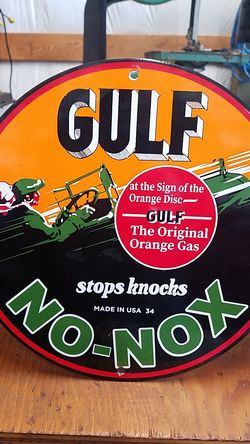 GULF
at the Sign of the
Orange Disc—
GULF
The Original
Orange Gas
stops knocks
MADE IN USA 34
NO-NOX